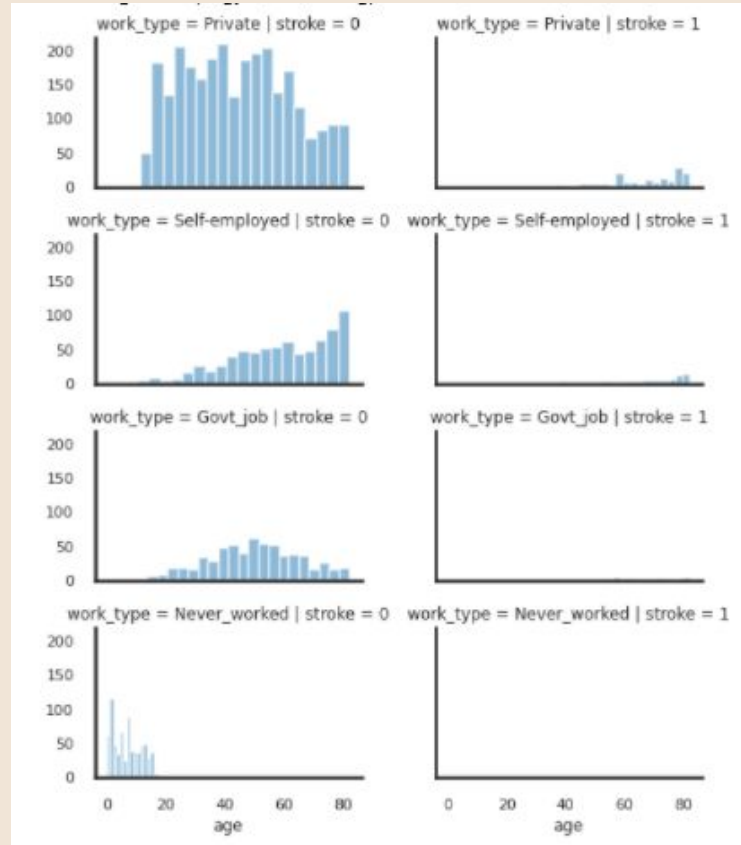 work_type = Private | stroke = 0
work_type = Private | stroke = 1
200
150
100
50
0
work_type = Self-employed | stroke = 0
work_type = Self-employed | stroke = 1
200
150
100
50
0
work_type = Govt_job | stroke = 0
work_type = Govt_job | stroke = 1
200
150
100
50
0
work_type = Never_worked | stroke = 0
work_type = Never_worked | stroke = 1
200
150
100
50
0
0 20 40 60 80
0 20 40 60 80
age
age